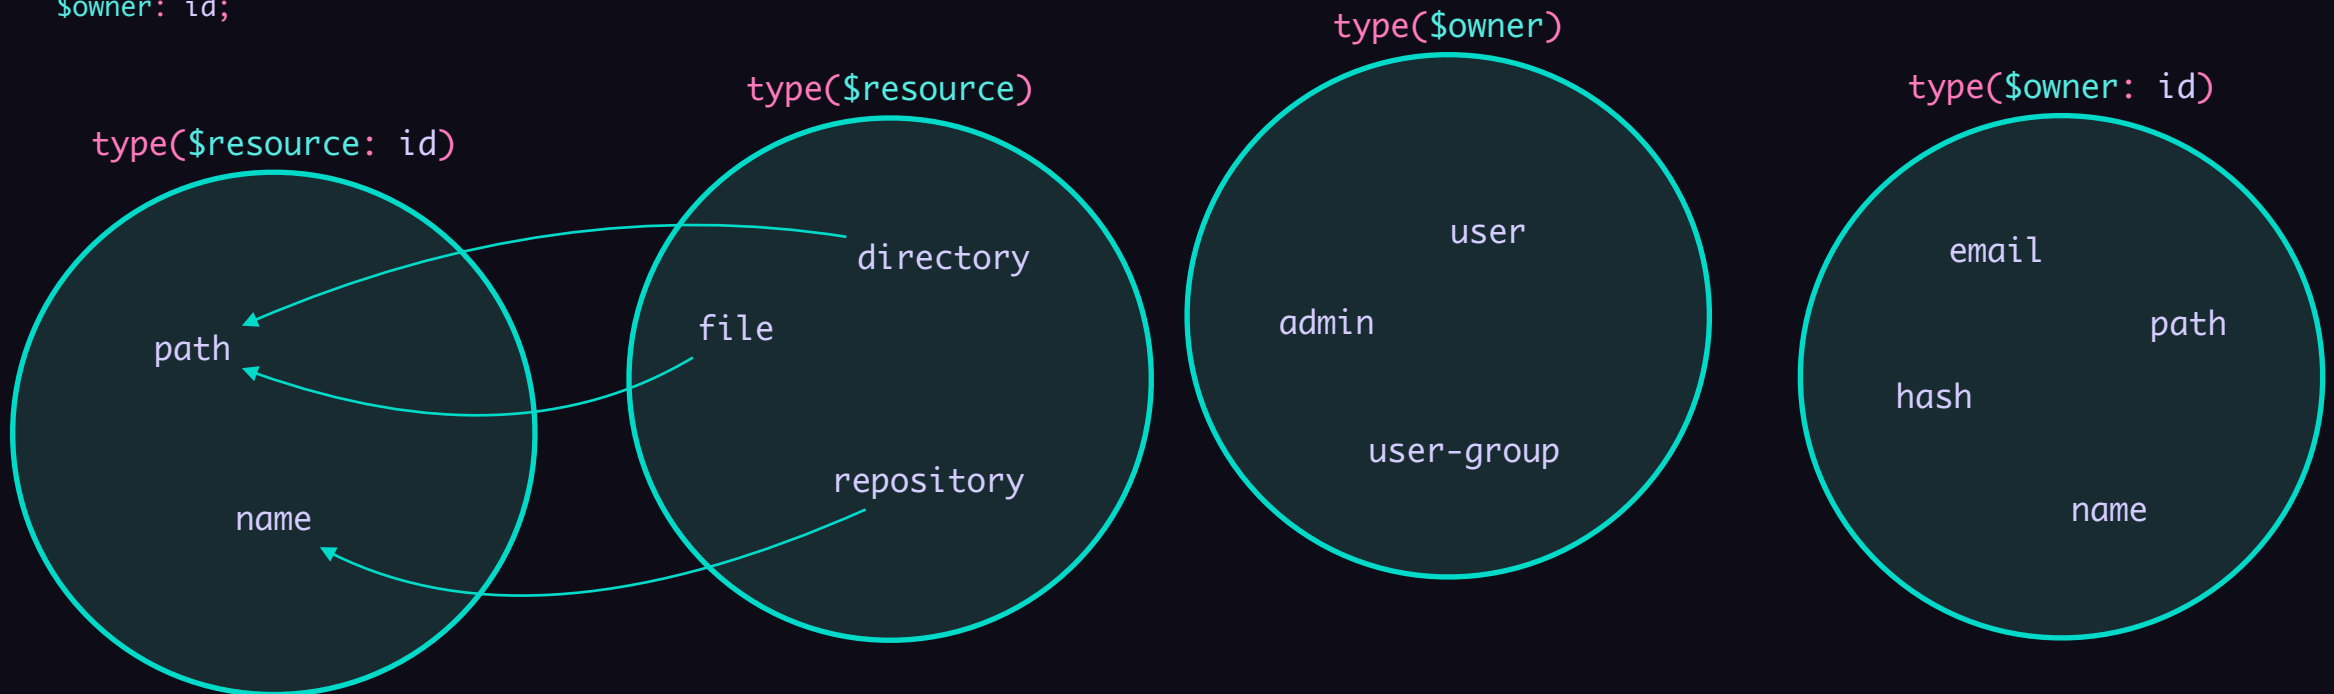 $owner: id;
type($resource: id)
path
name
type($resource)
directory
file
repository
type($owner)
user
admin
user-group
type($owner: id)
email
path
hash
name